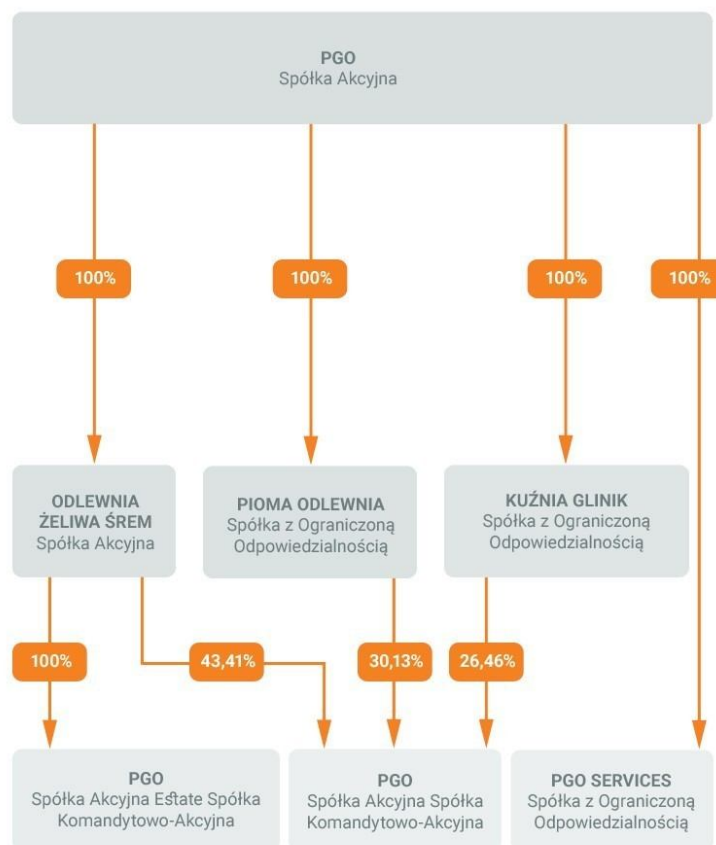 PGO
Spółka Akcyjna
100%
100%
100%
100%
ODLEWNIA
ŻELIWA ŚREM
Spółka Akcyjna
PIOMA ODLEWNIA
Spółka z Ograniczoną
Odpowiedzialnością
KUŹNIA GLINIK
Spółka z Ograniczoną
Odpowiedzialnością
100%
43,41%
30,13%
26,46%
PGO
Spółka Akcyjna Estate Spółka
Komandytowo-Akcyjna
PGO
Spółka Akcyjna Spółka
Komandytowo-Akcyjna
PGO SERVICES
Spółka z Ograniczoną
Odpowiedzialnością